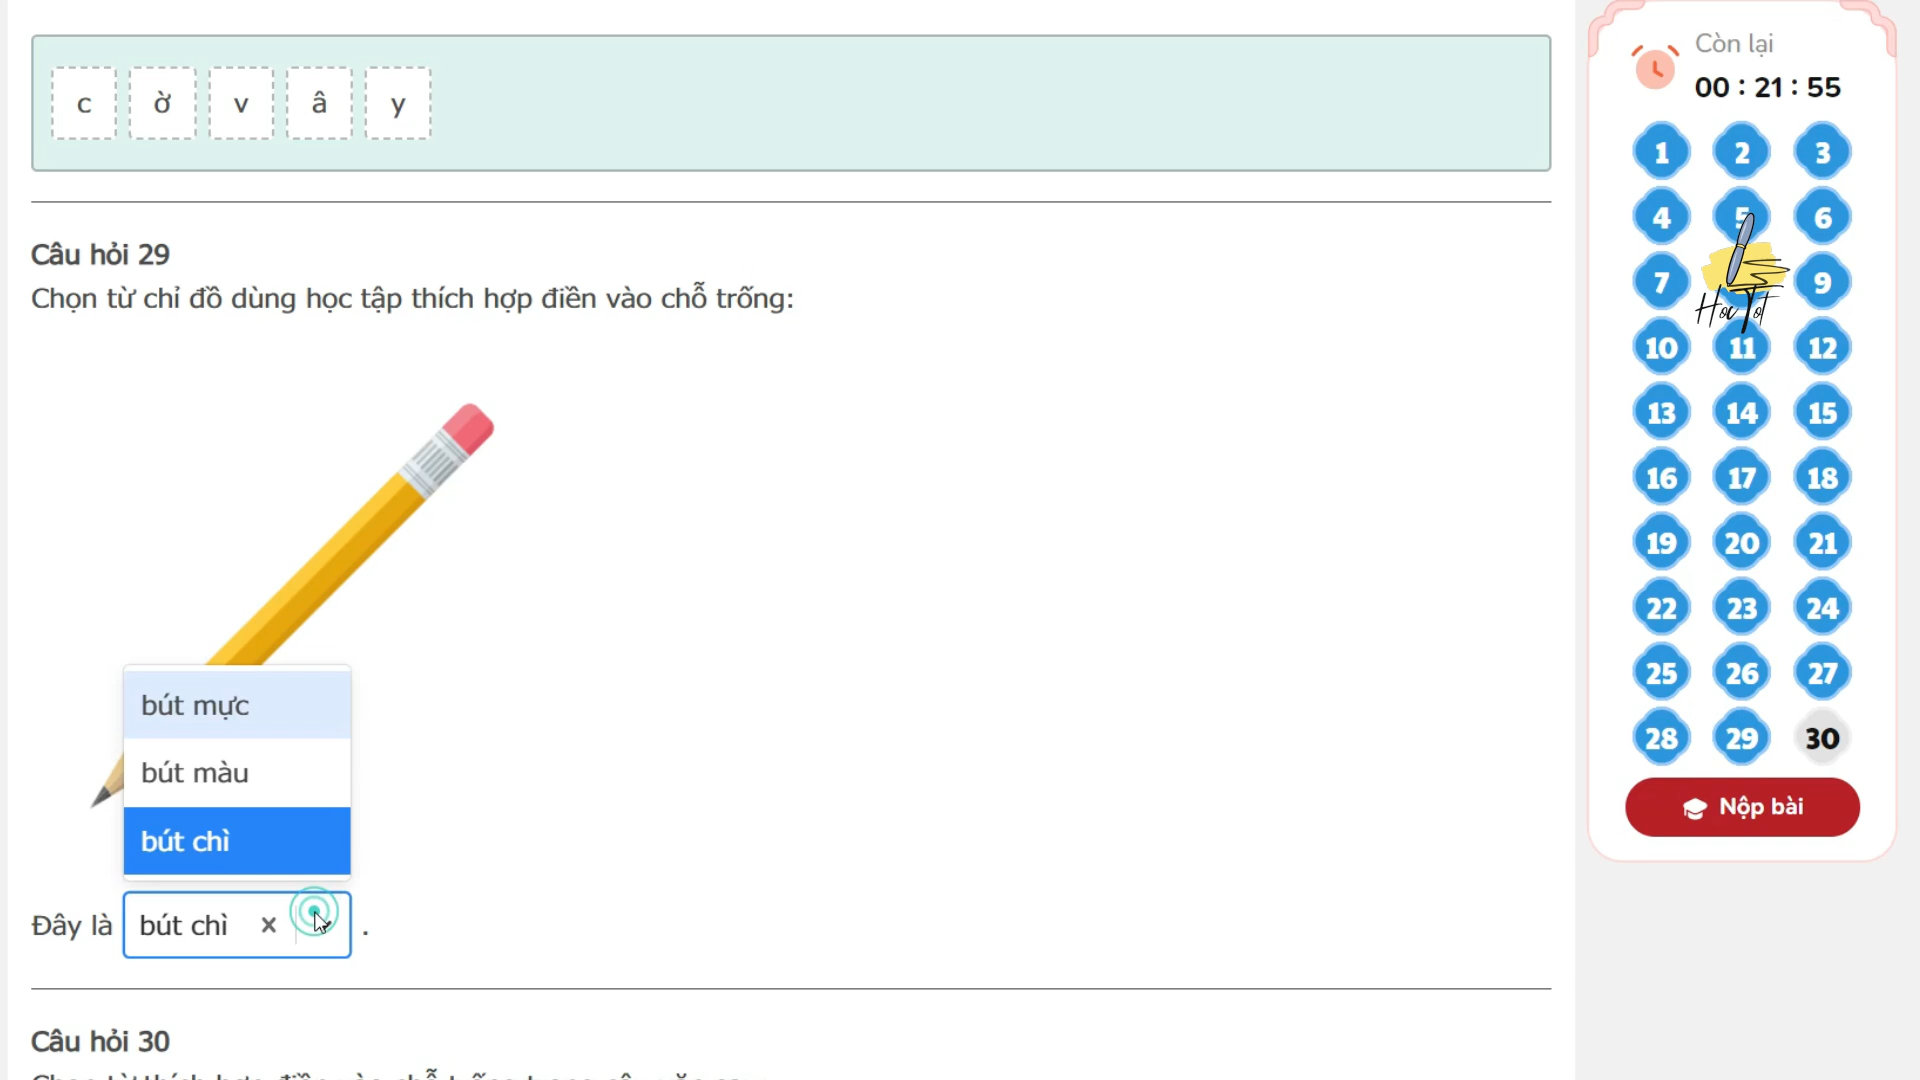 c ờ v â y
Câu hỏi 29
Chọn từ chỉ đồ dùng học tập thích hợp điền vào chỗ trống:
bút mực
bút màu
bút chì
Đây là bút chì × .
Câu hỏi 30
Còn lại
00 : 21 : 55
1 2 3
4 5 6
7 9
Học Tốt
10 11 12
13 14 15
16 17 18
19 20 21
22 23 24
25 26 27
28 29 30
Nộp bài